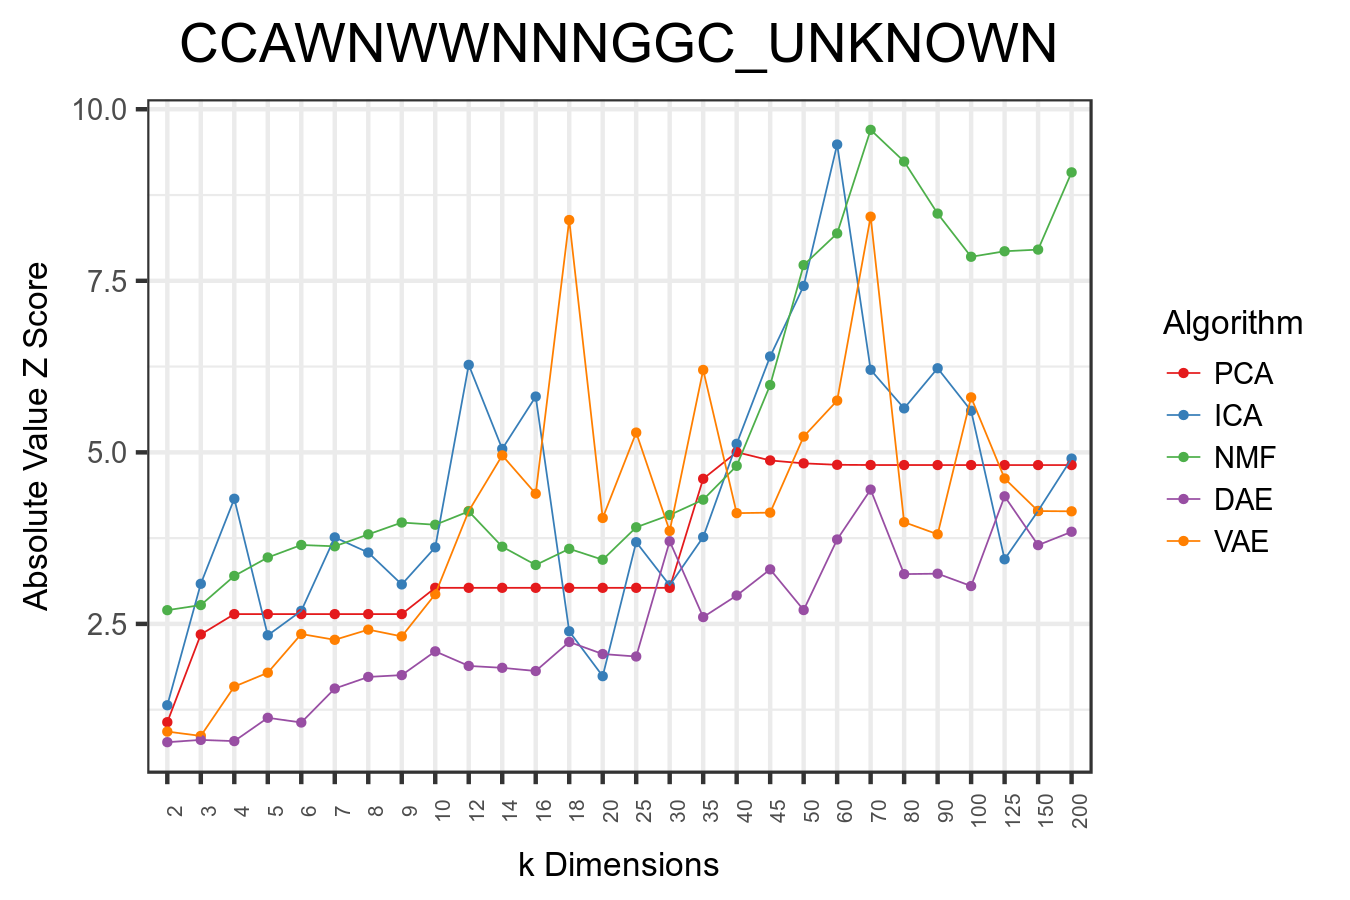 CCAWNWWNNNGGC_UNKNOWN
10.0
7.5
5.0
2.5
Absolute Value Z Score
2 3 4 5 6 7 8 9 10 12 14 16 18 20 25 30 35 40 45 50 60 70 80 90 100 125 150 200
k Dimensions
Algorithm
PCA
ICA
NMF
DAE
VAE